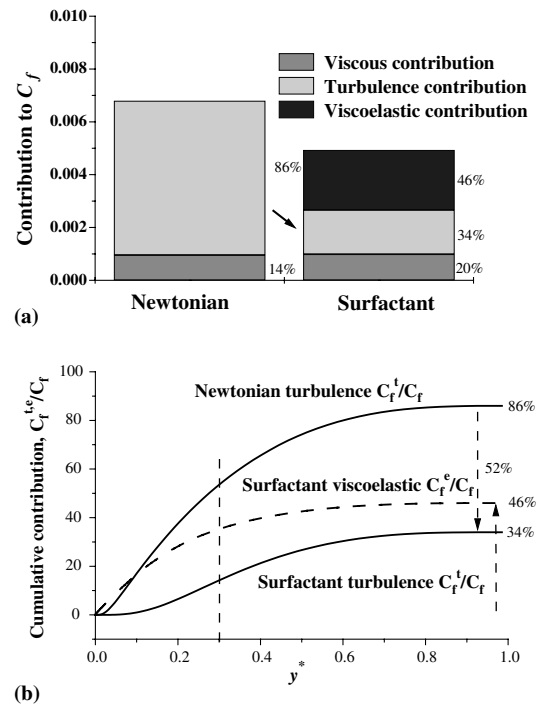 0.010
0.008
0.006
0.004
0.002
0.000
Contribution to C_f
Viscous contribution
Turbulence contribution
Viscoelastic contribution
86%
46%
34%
14%
20%
Newtonian
Surfactant
(a)
100
80
60
40
20
0
Cumulative contribution, C_f^{t,e}/C_f
Newtonian turbulence C_f^t/C_f
86%
52%
Surfactant viscoelastic C_f^e/C_f
46%
34%
Surfactant turbulence C_f^t/C_f
0.0 0.2 0.4 0.6 0.8 1.0
y*
(b)